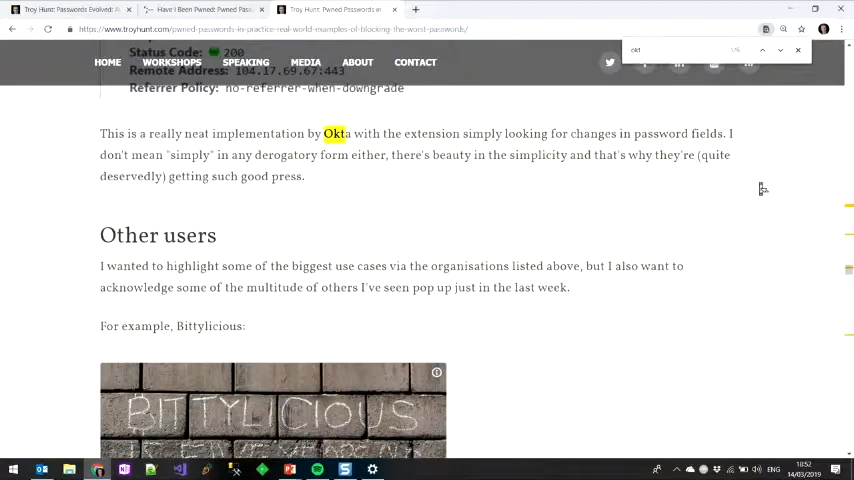 Troy Hunt: Passwords Evolved: Au
Have I Been Pwned: Pwned Pass
Troy Hunt: Pwned Passwords in
https://www.troyhunt.com/pwned-passwords-in-practice-real-world-examples-of-blocking-the-worst-passwords/
okt
1/6
Status Code: 200
HOME
WORKSHOPS
SPEAKING
MEDIA
ABOUT
CONTACT
Remote Address: 104.17.69.67:443
Referrer Policy: no-referrer-when-downgrade
This is a really neat implementation by Okta with the extension simply looking for changes in password fields. I
don't mean "simply" in any derogatory form either, there's beauty in the simplicity and that's why they're (quite
deservedly) getting such good press.
Other users
I wanted to highlight some of the biggest use cases via the organisations listed above, but I also want to
acknowledge some of the multitude of others I've seen pop up just in the last week.
For example, Bittylicious:
BITTYLICIOUS
ENG
18:52
14/03/2019